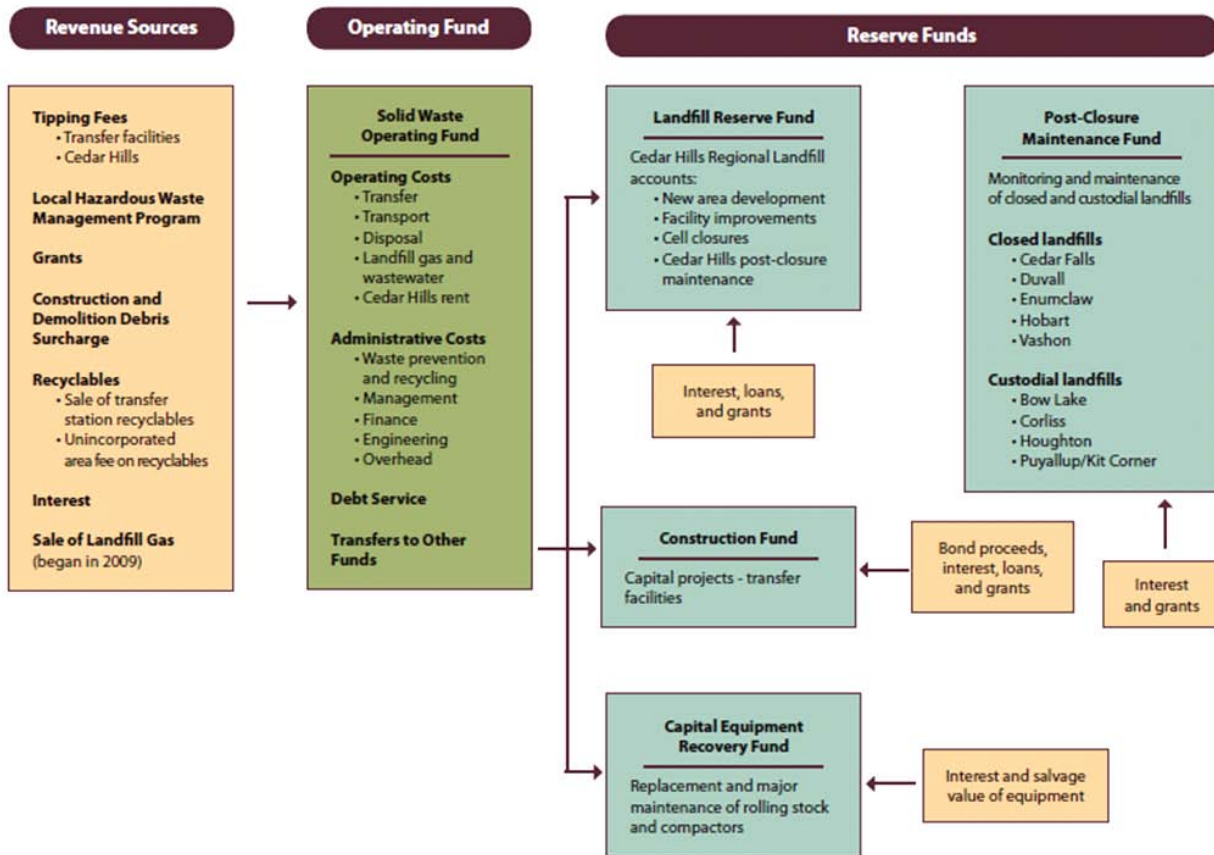 Revenue Sources
Operating Fund
Reserve Funds
Tipping Fees
• Transfer facilities
• Cedar Hills
Local Hazardous Waste
Management Program
Grants
Construction and
Demolition Debris
Surcharge
Recyclables
• Sale of transfer
station recyclables
• Unincorporated
area fee on recyclables
Interest
Sale of Landfill Gas
(began in 2009)
Solid Waste
Operating Fund
Operating Costs
• Transfer
• Transport
• Disposal
• Landfill gas and
wastewater
• Cedar Hills rent
Administrative Costs
• Waste prevention
and recycling
• Management
• Finance
• Engineering
• Overhead
Debt Service
Transfers to Other
Funds
Landfill Reserve Fund
Cedar Hills Regional Landfill
accounts:
• New area development
• Facility improvements
• Cell closures
• Cedar Hills post-closure
maintenance
Interest, loans,
and grants
Construction Fund
Capital projects - transfer
facilities
Bond proceeds,
interest, loans,
and grants
Capital Equipment
Recovery Fund
Replacement and major
maintenance of rolling stock
and compactors
Interest and salvage
value of equipment
Post-Closure
Maintenance Fund
Monitoring and maintenance
of closed and custodial landfills
Closed landfills
• Cedar Falls
• Duvall
• Enumclaw
• Hobart
• Vashon
Custodial landfills
• Bow Lake
• Corliss
• Houghton
• Puyallup/Kit Corner
Interest
and grants